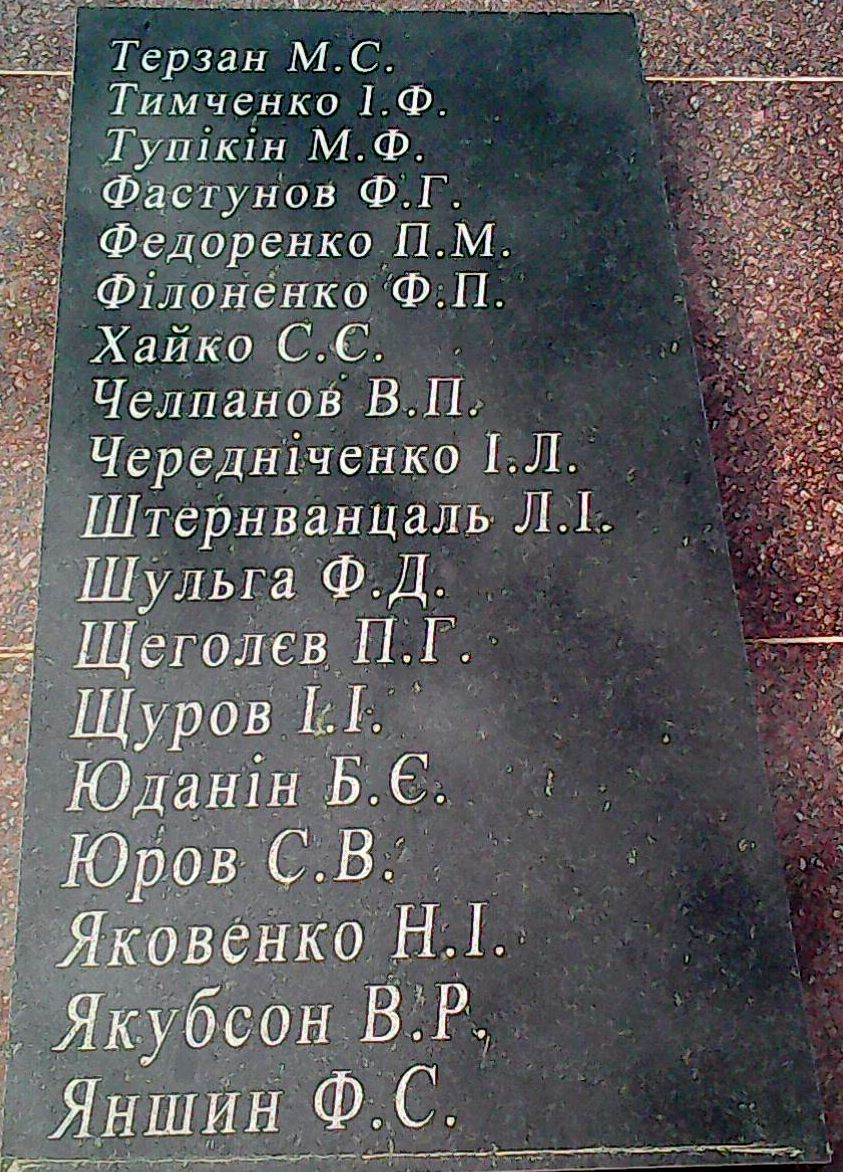 Терзан М.С.
Тимченко І.Ф.
Тупікін М.Ф.
Фастунов Ф.Г.
Федоренко П.М.
Філоненко Ф.П.
Хайко С.Є.
Челпанов В.П.
Чередніченко І.Л.
Штернванцаль Л.І.
Шульга Ф.Д.
Щеголєв П.Г.
Щуров І.І.
Юданін Б.Є.
Юров С.В.
Яковенко Н.І.
Якубсон В.Р.
Яншин Ф.С.